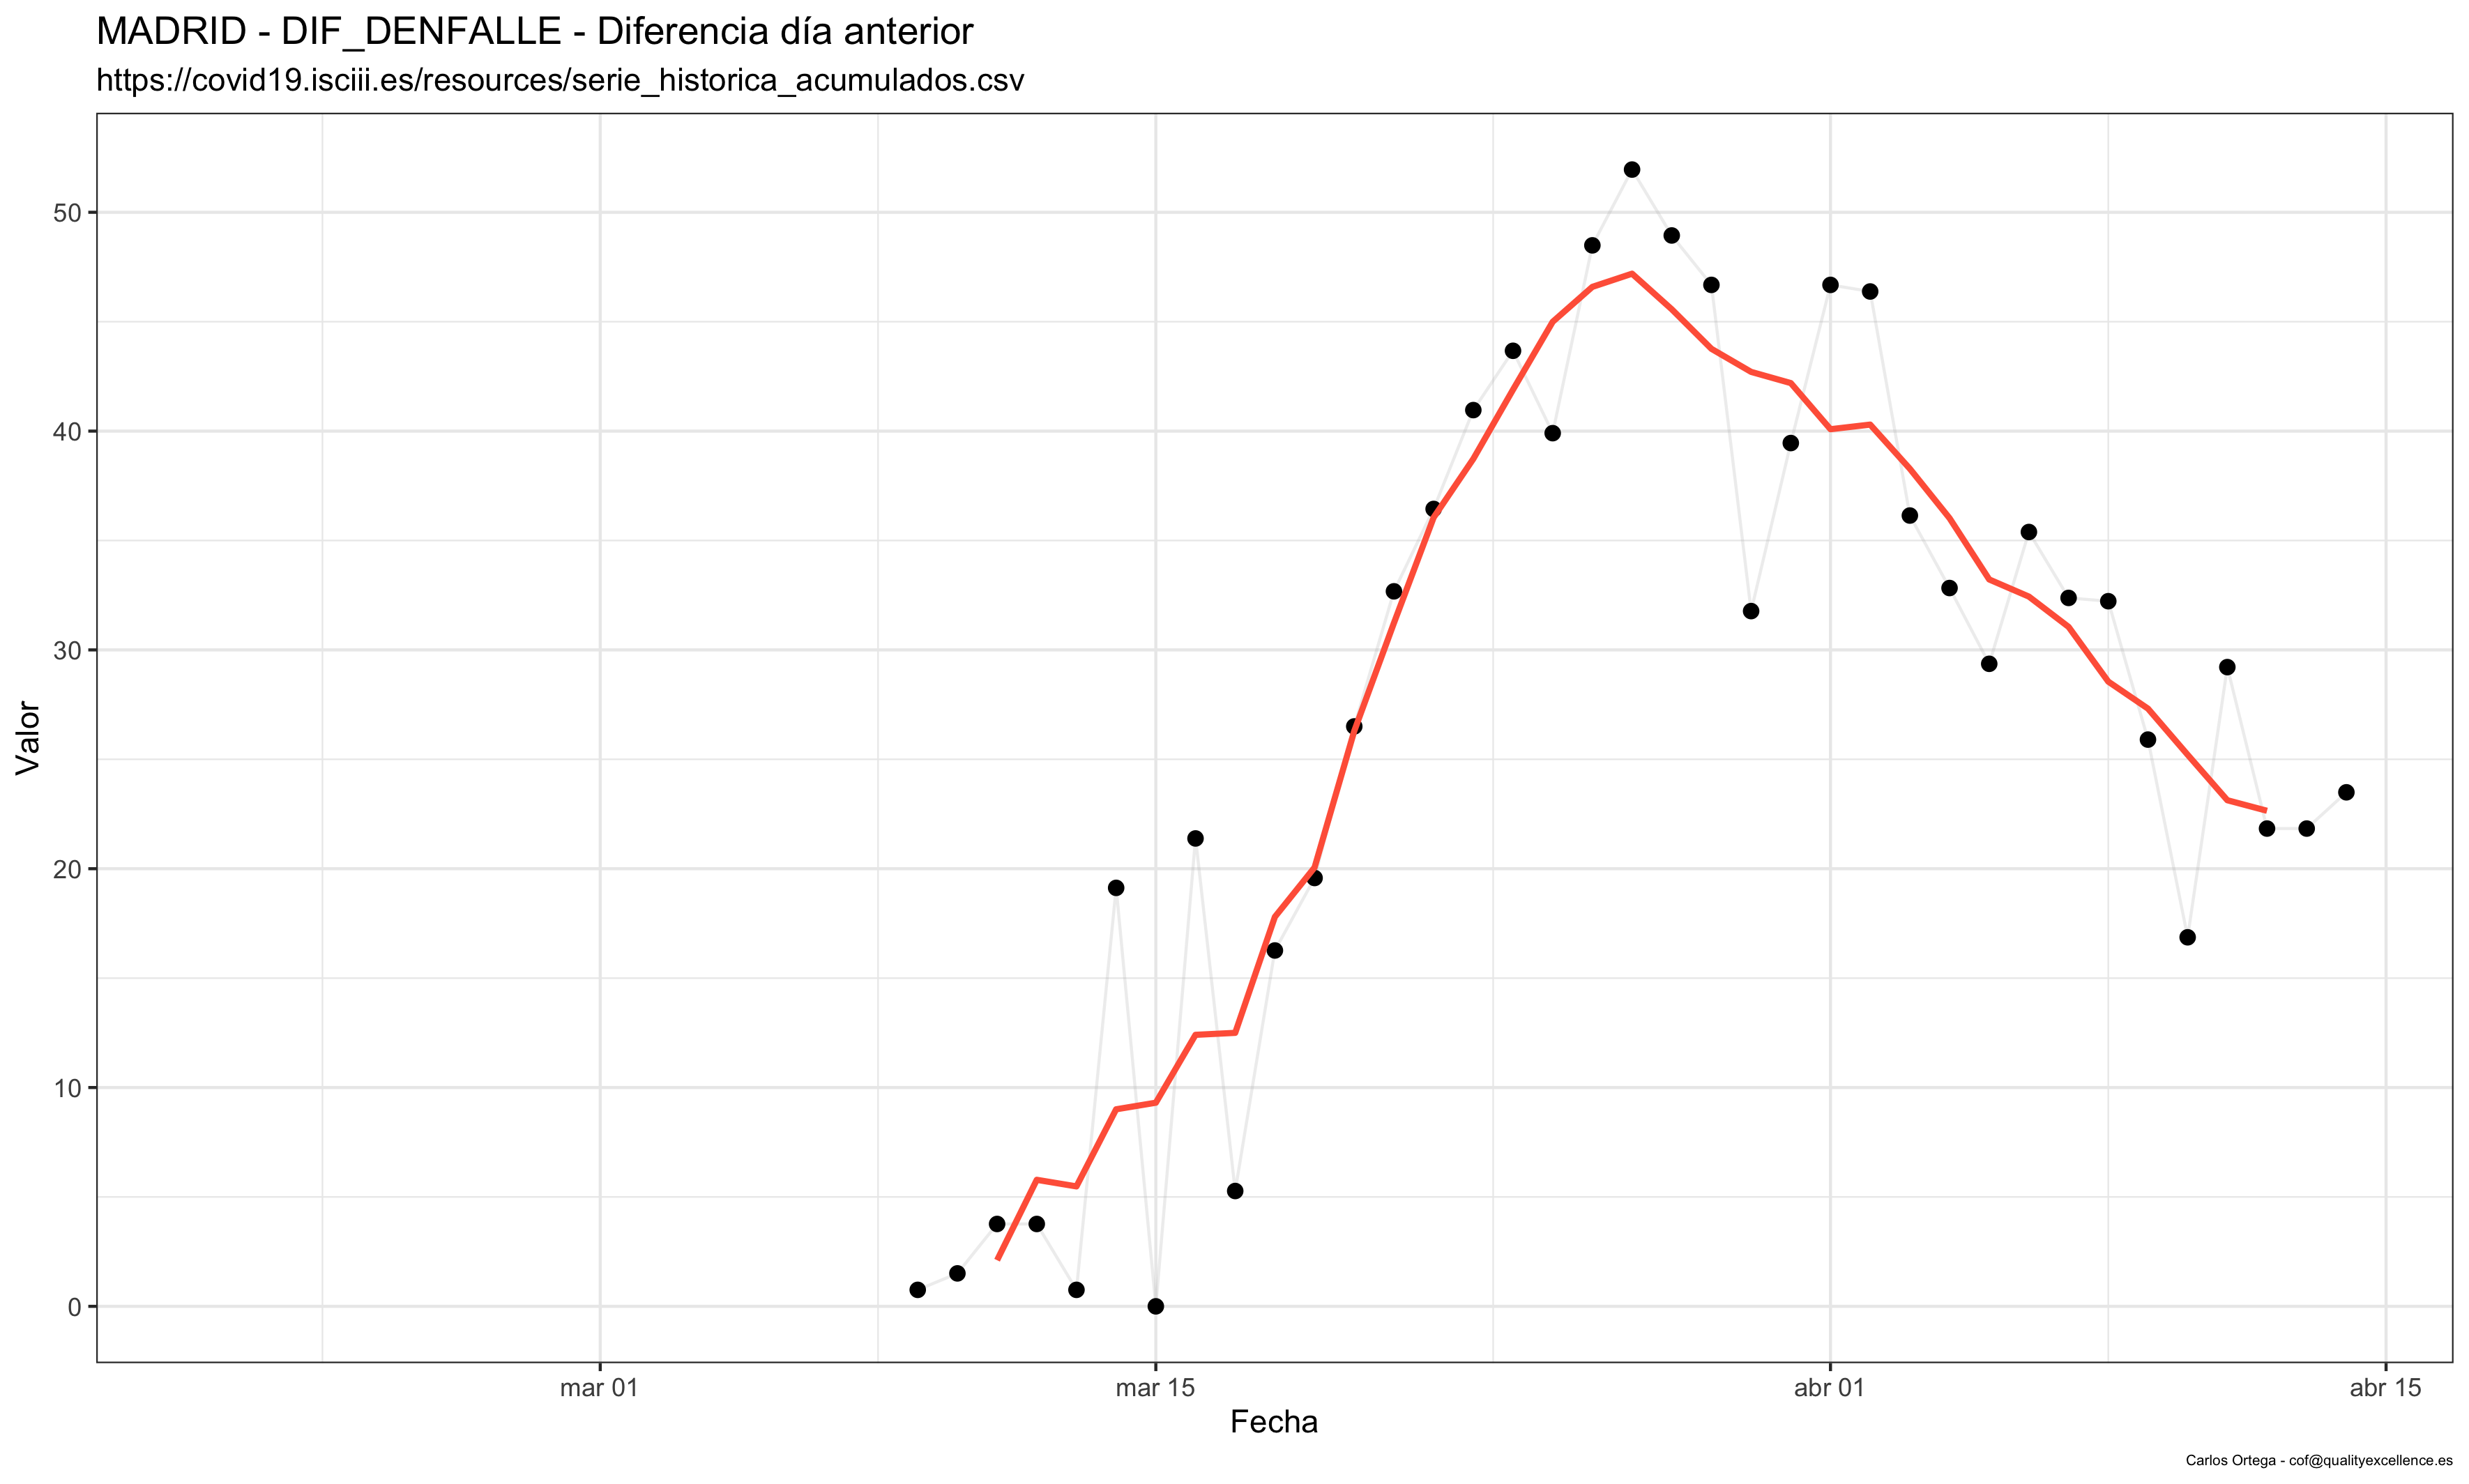 MADRID - DIF_DENFALLE - Diferencia día anterior
https://covid19.isciii.es/resources/serie_historica_acumulados.csv
50
40
30
20
10
0
Valor
mar 01
mar 15
abr 01
abr 15
Fecha
Carlos Ortega - cof@qualityexcellence.es